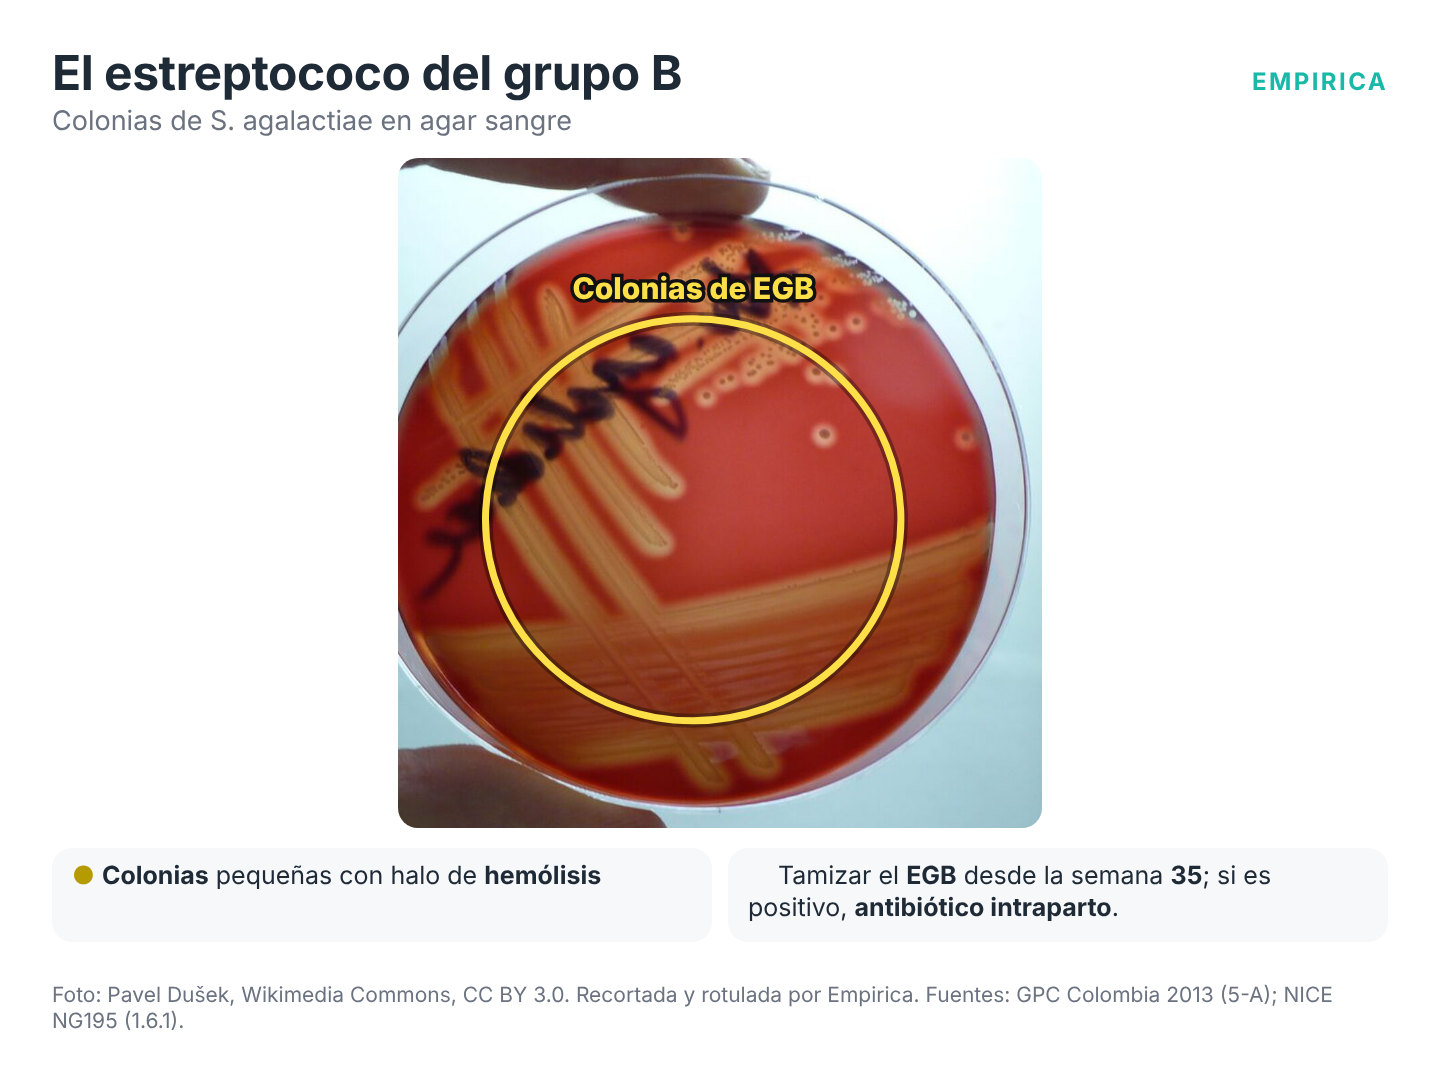 El estreptococo del grupo B
EMPIRICA
Colonias de S. agalactiae en agar sangre
Colonias de EGB
Colonias pequeñas con halo de hemólisis
Tamizar el EGB desde la semana 35; si es
positivo, antibiótico intraparto.
Foto: Pavel Dušek, Wikimedia Commons, CC BY 3.0. Recortada y rotulada por Empirica. Fuentes: GPC Colombia 2013 (5-A); NICE
NG195 (1.6.1).